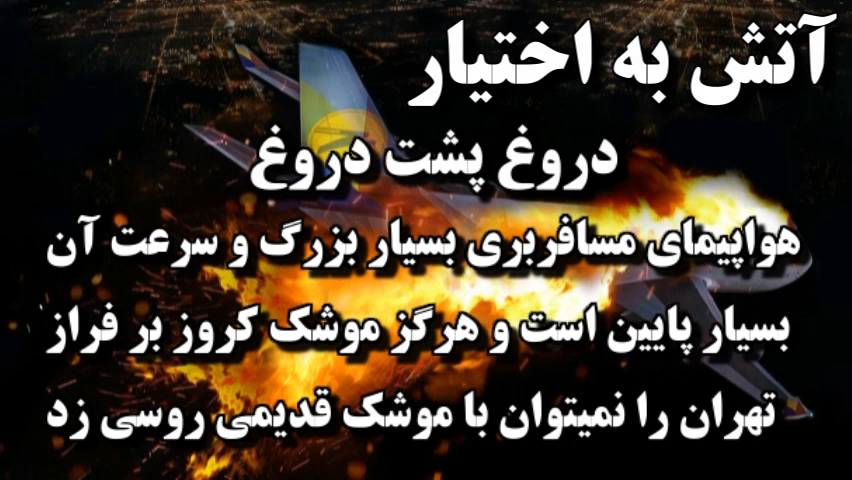 آتش به اختیار
دروغ پشت دروغ
هواپیمای مسافربری بسیار بزرگ و سرعت آن
بسیار پایین است و هرگز موشک کروز بر فراز
تهران را نمیتوان با موشک قدیمی روسی زد